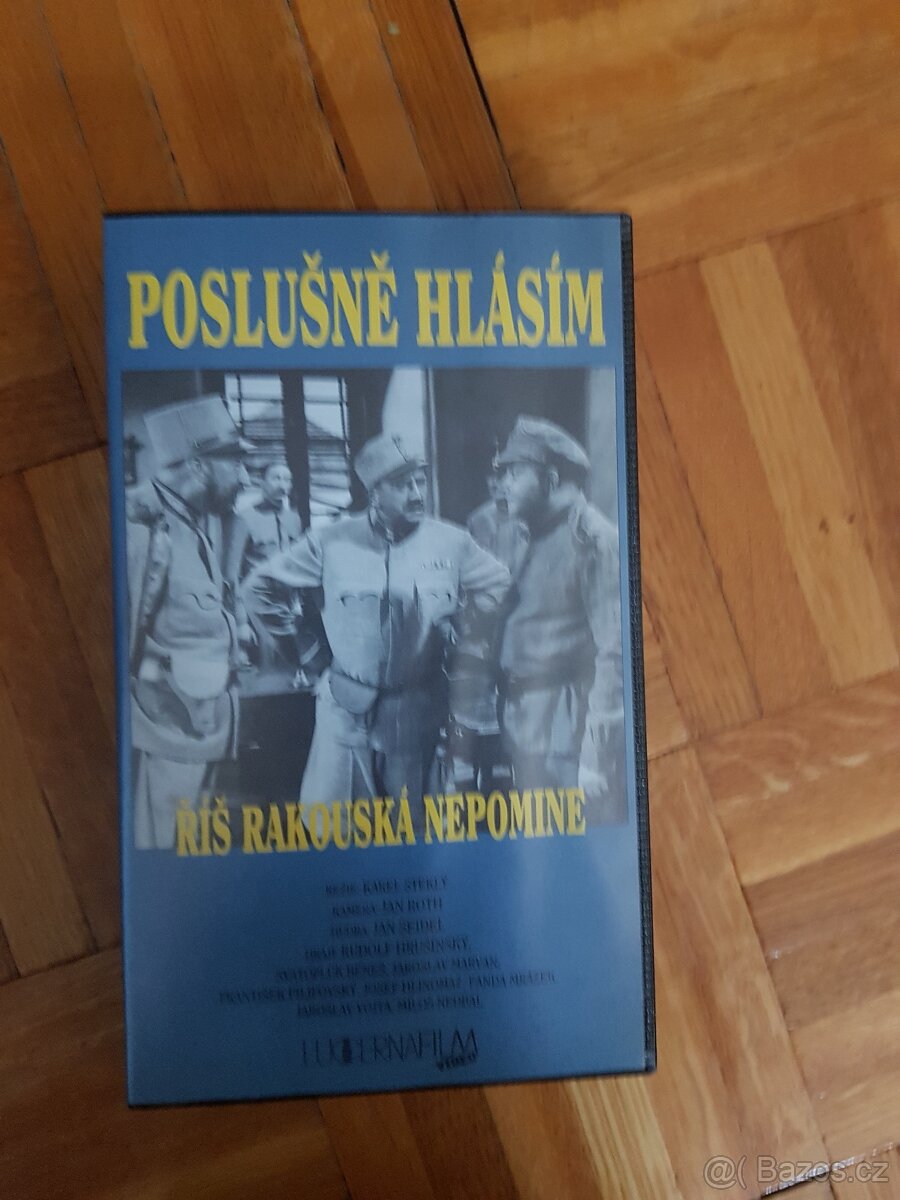 POSLUŠNĚ HLÁSÍM
ŘÍŠ RAKOUSKÁ NEPOMINE
REŽIE: KAREL STEKLÝ
KAMERA: JAN ROTH
HUDBA: JAN SEIDEL
HRAJÍ: RUDOLF HRUŠÍNSKÝ,
SVATOPLUK BENEŠ, JAROSLAV MARVAN,
FRANTIŠEK FILIPOVSKÝ, JOSEF HLINOMAZ, FANDA MRÁZEK,
JAROSLAV VOJTA, MILOŠ NEDBAL
LUCERNAFILM
VIDEO
@( Bazos.cz